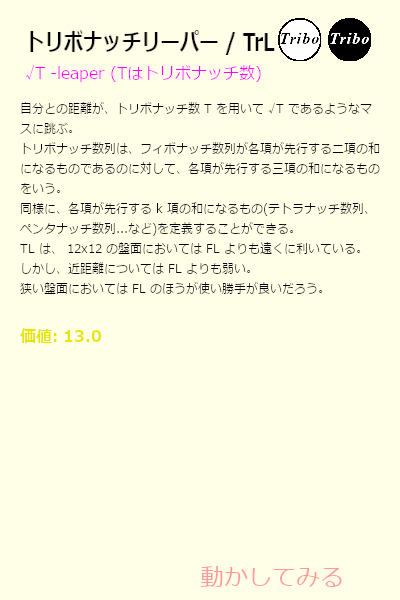 トリボナッチリーパー / TrL Tribo Tribo
√T -leaper (Tはトリボナッチ数)
自分との距離が、トリボナッチ数 T を用いて √T であるようなマ
スに跳ぶ。
トリボナッチ数列は、フィボナッチ数列が各項が先行する二項の和
になるものであるのに対して、各項が先行する三項の和になるもの
をいう。
同様に、各項が先行する k 項の和になるもの(テトラナッチ数列、
ペンタナッチ数列...など)を定義することができる。
TL は、 12x12 の盤面においては FL よりも遠くに利いている。
しかし、近距離については FL よりも弱い。
狭い盤面においては FL のほうが使い勝手が良いだろう。
価値: 13.0
動かしてみる